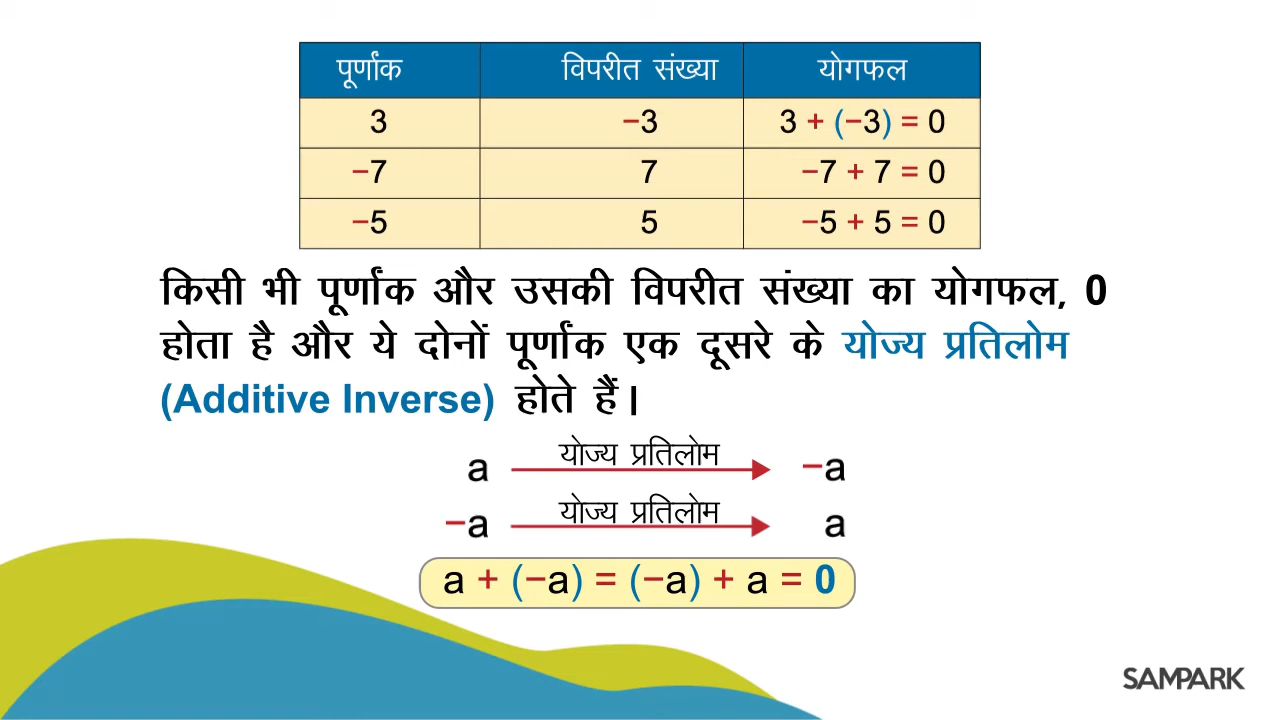 पूर्णांक विपरीत संख्या योगफल
3 −3 3 + (−3) = 0
−7 7 −7 + 7 = 0
−5 5 −5 + 5 = 0
किसी भी पूर्णांक और उसकी विपरीत संख्या का योगफल, 0
होता है और ये दोनों पूर्णांक एक दूसरे के योज्य प्रतिलोम
(Additive Inverse) होते हैं।
योज्य प्रतिलोम
a −a
योज्य प्रतिलोम
−a a
a + (−a) = (−a) + a = 0
SAMPARK